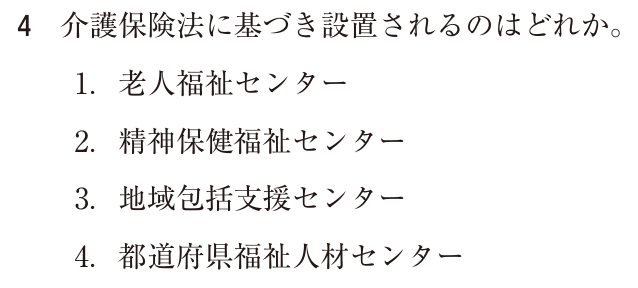 4 介護保険法に基づき設置されるのはどれか。
1. 老人福祉センター
2. 精神保健福祉センター
3. 地域包括支援センター
4. 都道府県福祉人材センター